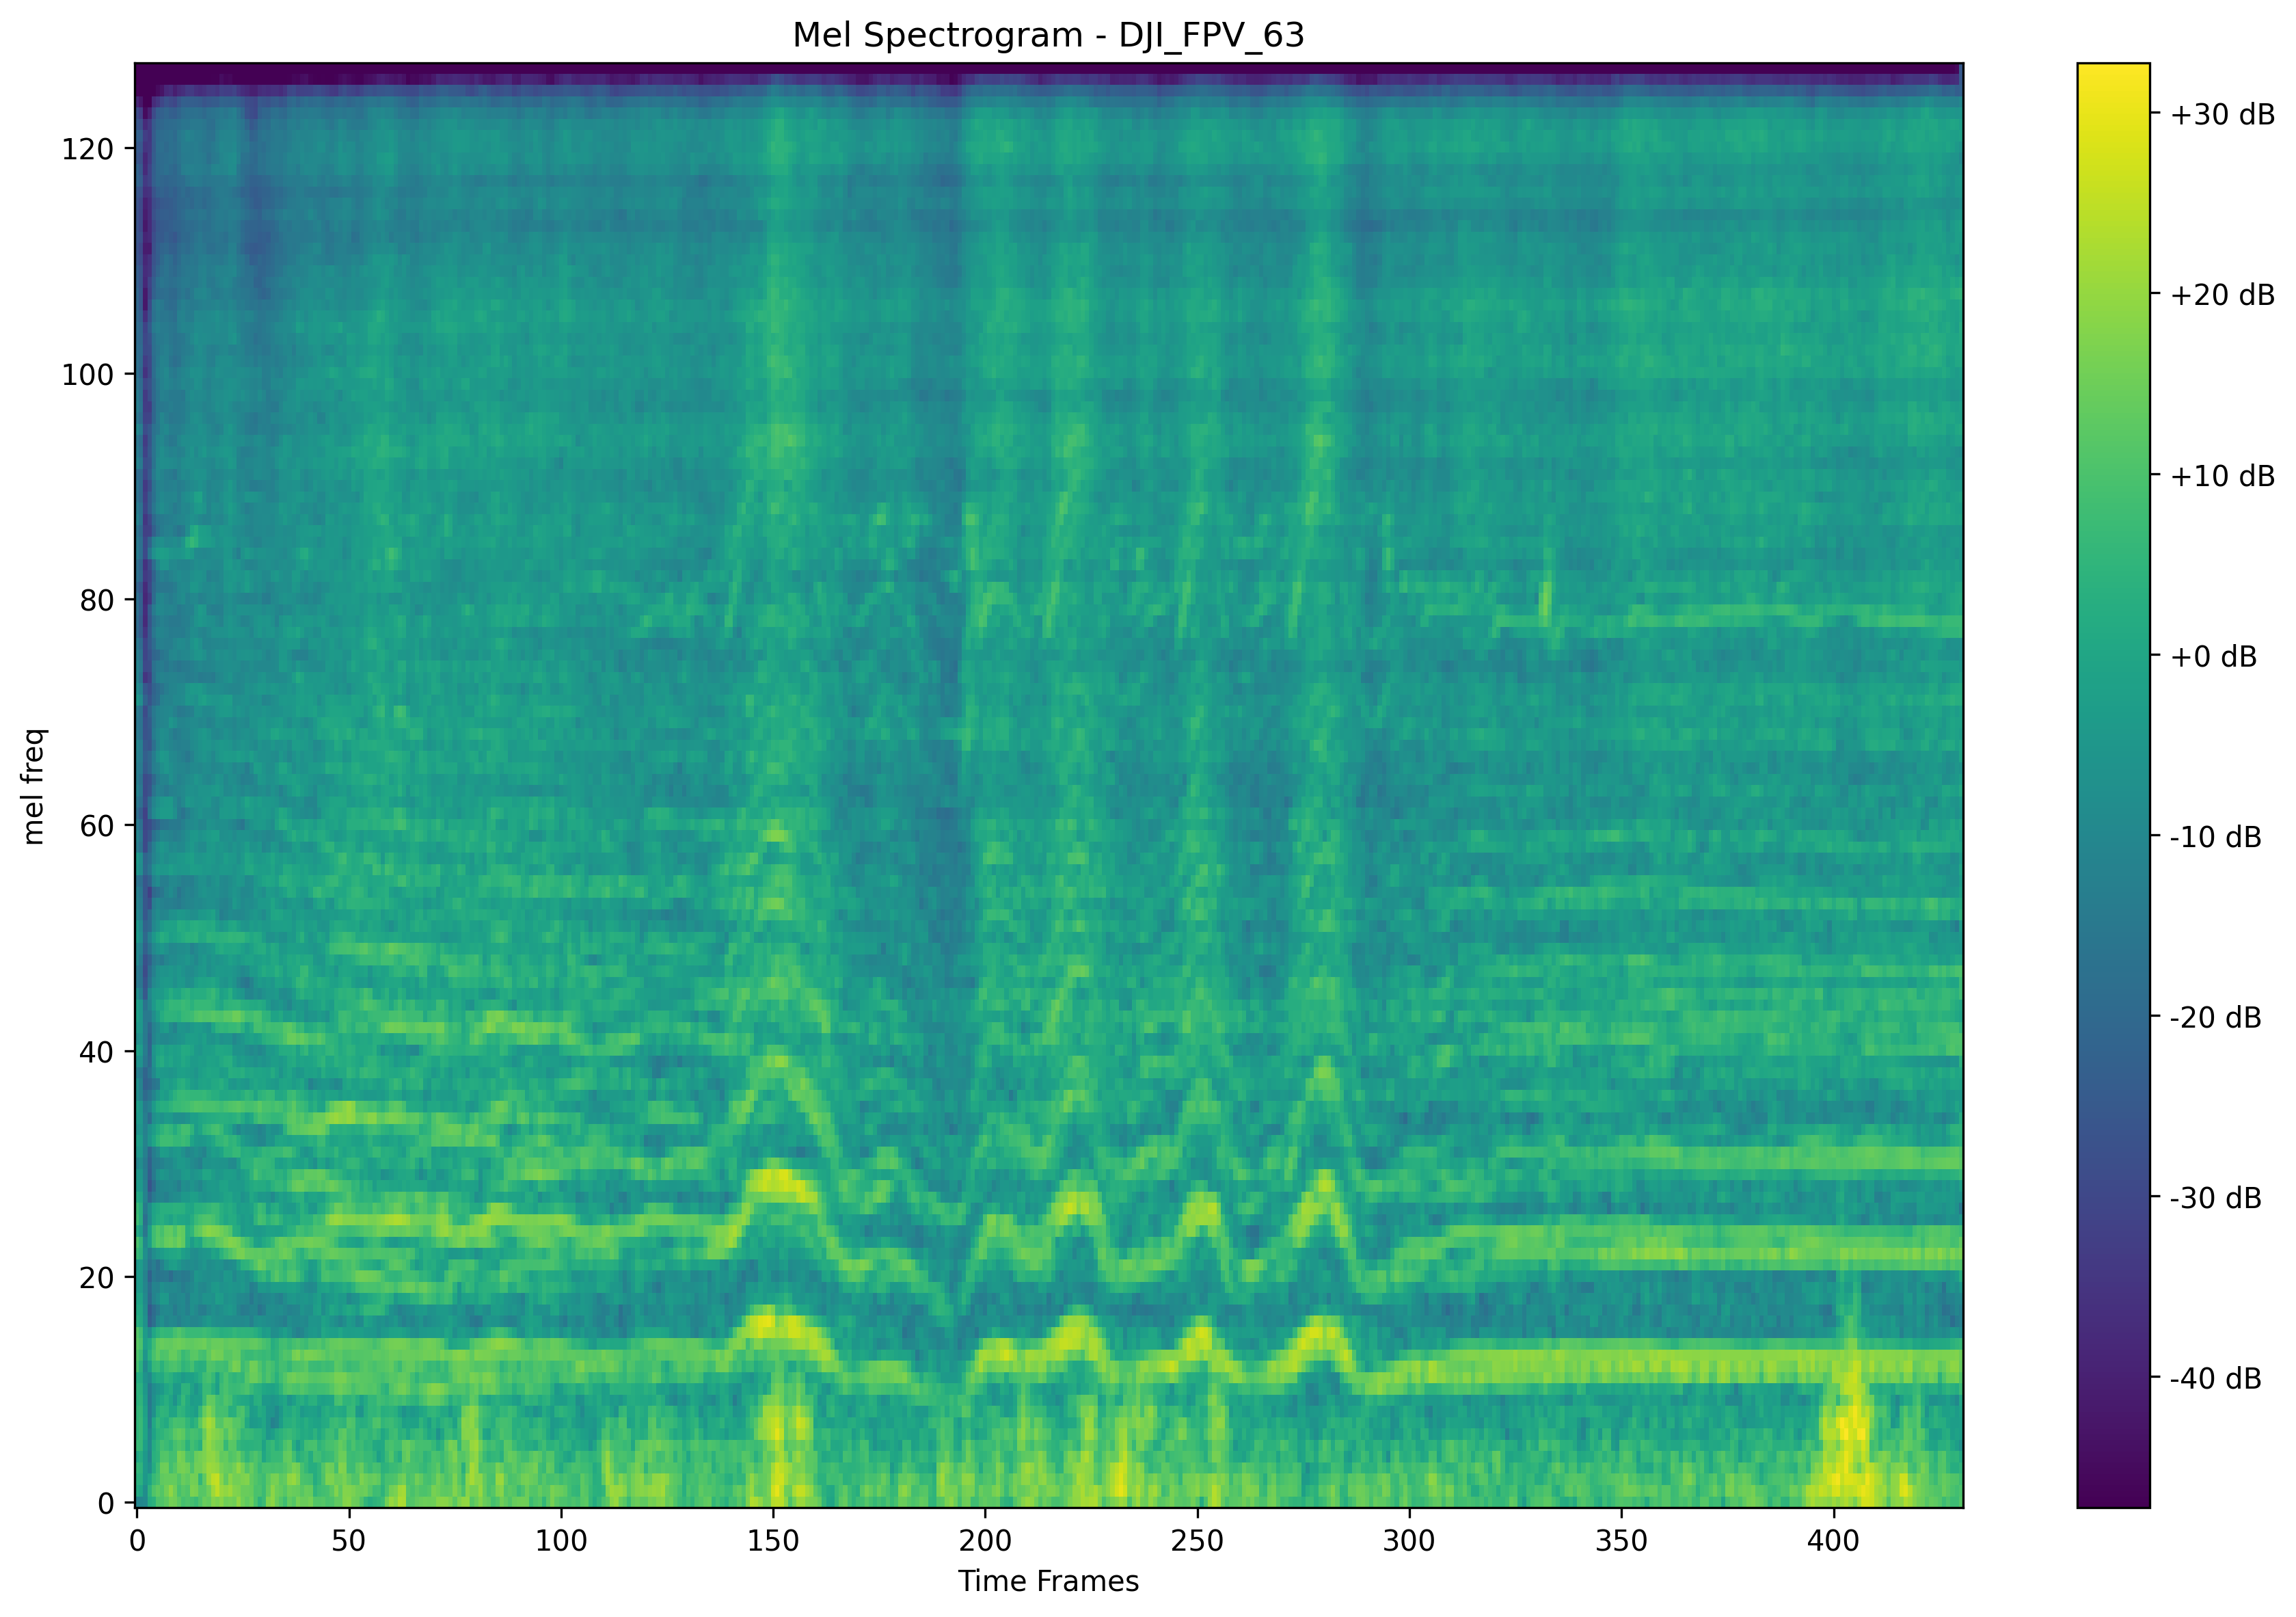 Mel Spectrogram - DJI_FPV_63
mel freq
120
100
80
60
40
20
0
0 50 100 150 200 250 300 350 400
Time Frames
+30 dB
+20 dB
+10 dB
+0 dB
-10 dB
-20 dB
-30 dB
-40 dB